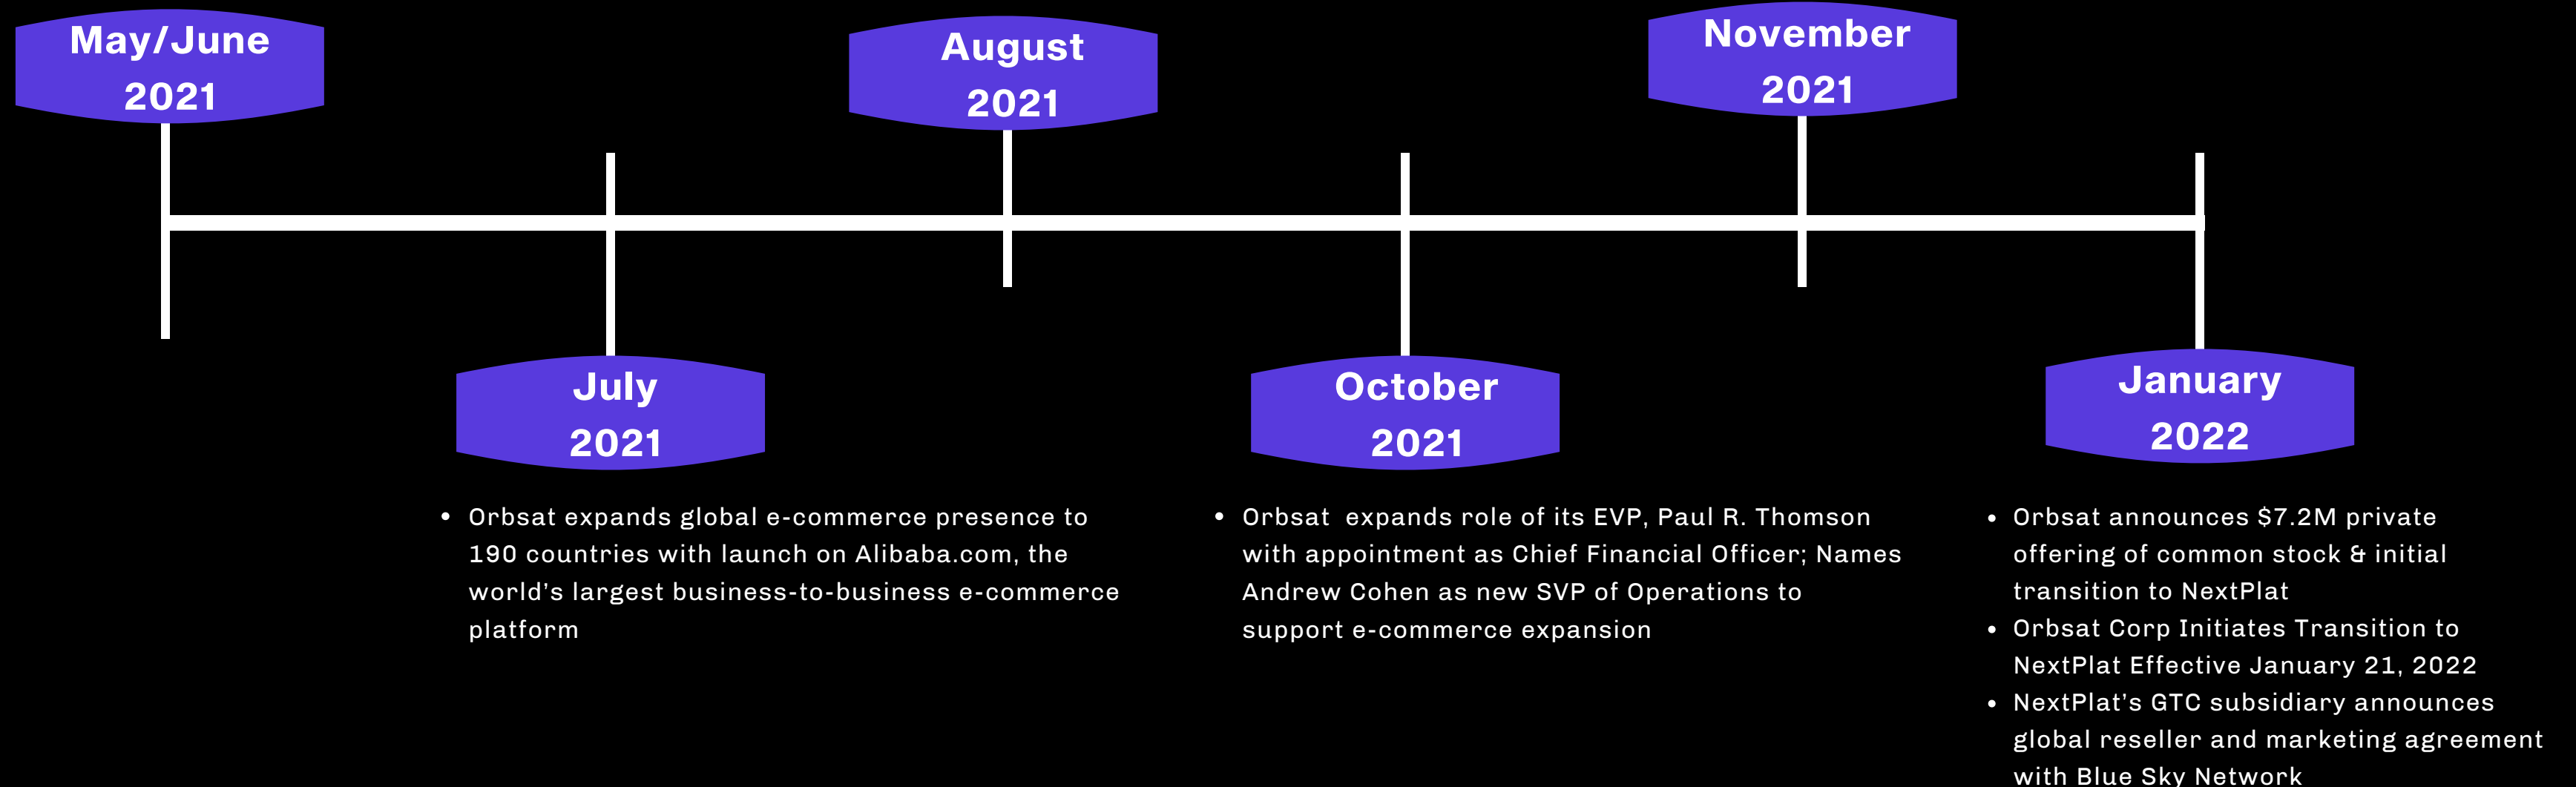 May/June
2021
August
2021
November
2021
July
2021
October
2021
January
2022
• Orbsat expands global e-commerce presence to
190 countries with launch on Alibaba.com, the
world’s largest business-to-business e-commerce
platform
• Orbsat  expands role of its EVP, Paul R. Thomson
with appointment as Chief Financial Officer; Names
Andrew Cohen as new SVP of Operations to
support e-commerce expansion
• Orbsat announces $7.2M private
offering of common stock & initial
transition to NextPlat
• Orbsat Corp Initiates Transition to
NextPlat Effective January 21, 2022
• NextPlat’s GTC subsidiary announces
global reseller and marketing agreement
with Blue Sky Network